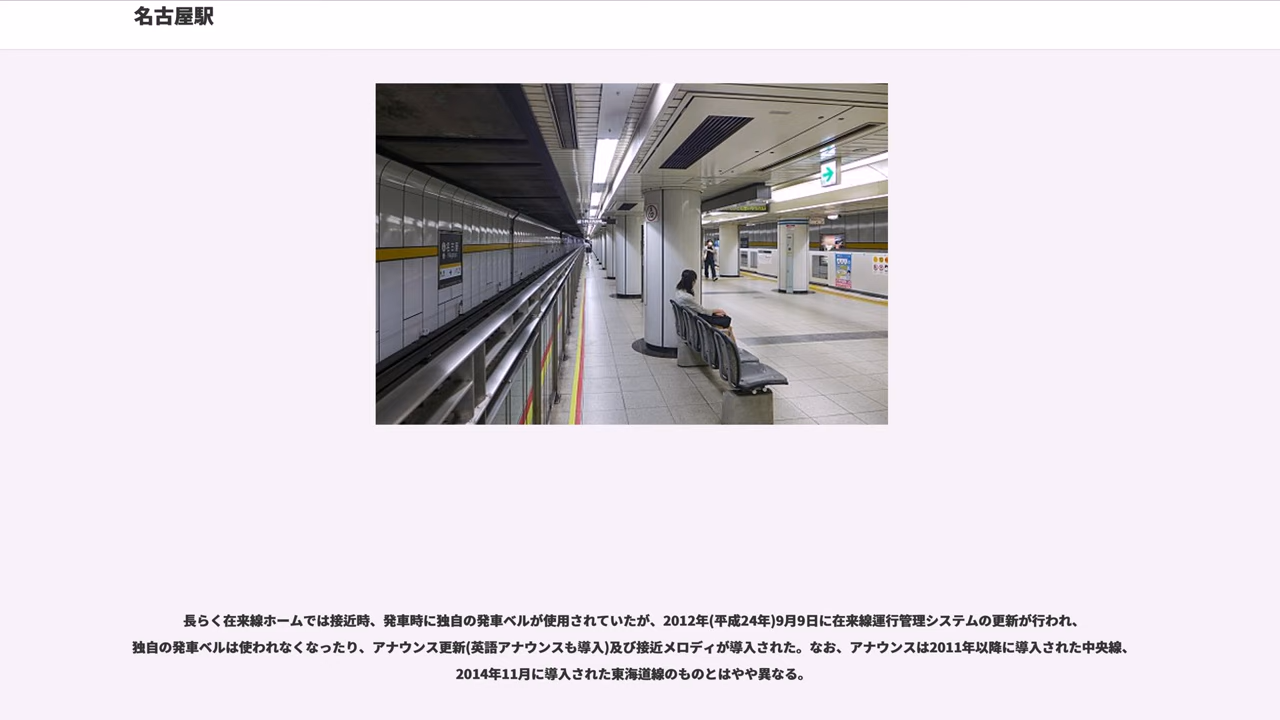 名古屋駅
長らく在来線ホームでは接近時、発車時に独自の発車ベルが使用されていたが、2012年(平成24年)9月9日に在来線運行管理システムの更新が行われ、
独自の発車ベルは使われなくなったり、アナウンス更新(英語アナウンスも導入)及び接近メロディが導入された。なお、アナウンスは2011年以降に導入された中央線、
2014年11月に導入された東海道線のものとはやや異なる。